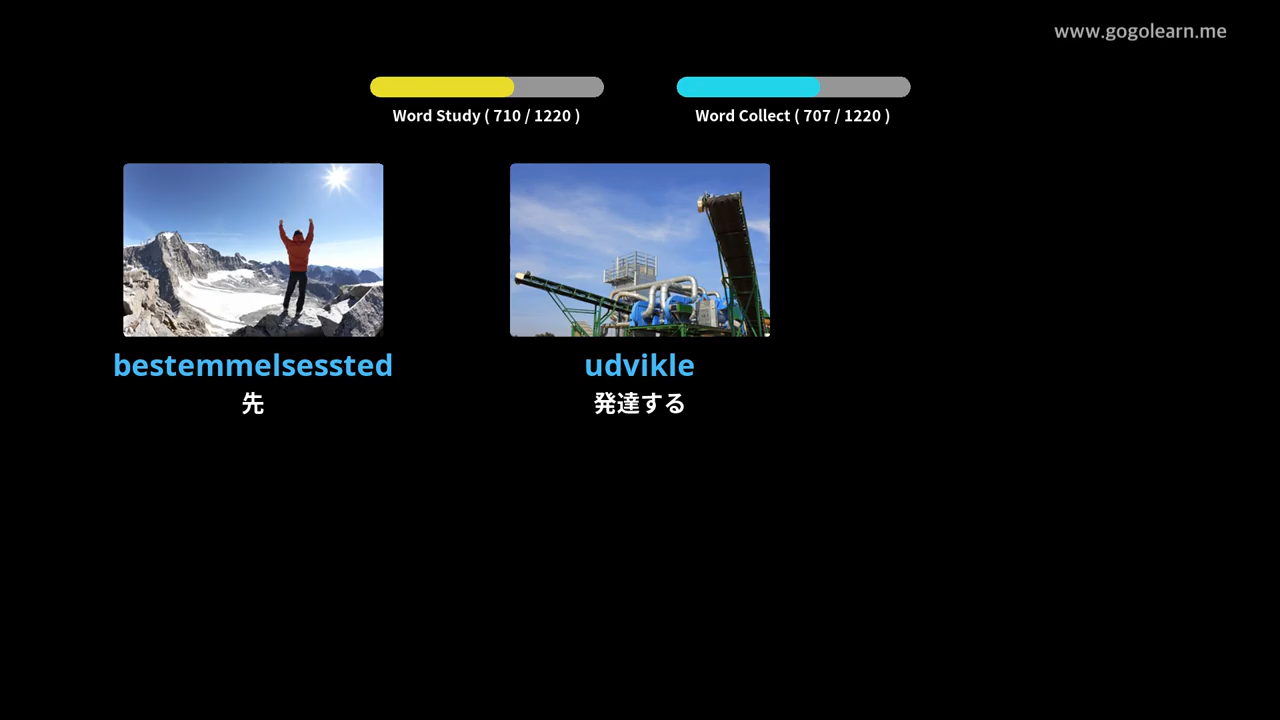 www.gogolearn.me
Word Study ( 710 / 1220 )
Word Collect ( 707 / 1220 )
bestemmelsessted
udvikle
先
発達する